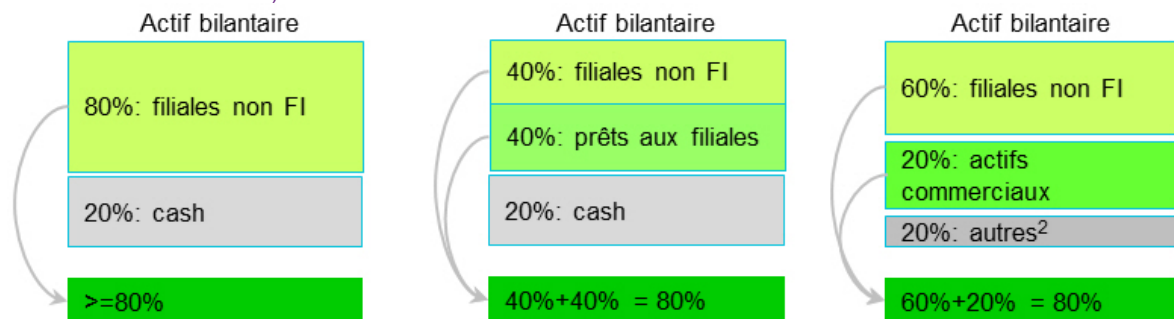 Actif bilantaire
80%: filiales non FI
20%: cash
>=80%
Actif bilantaire
40%: filiales non FI
40%: prêts aux filiales
20%: cash
40%+40% = 80%
Actif bilantaire
60%: filiales non FI
20%: actifs
commerciaux
20%: autres²
60%+20% = 80%